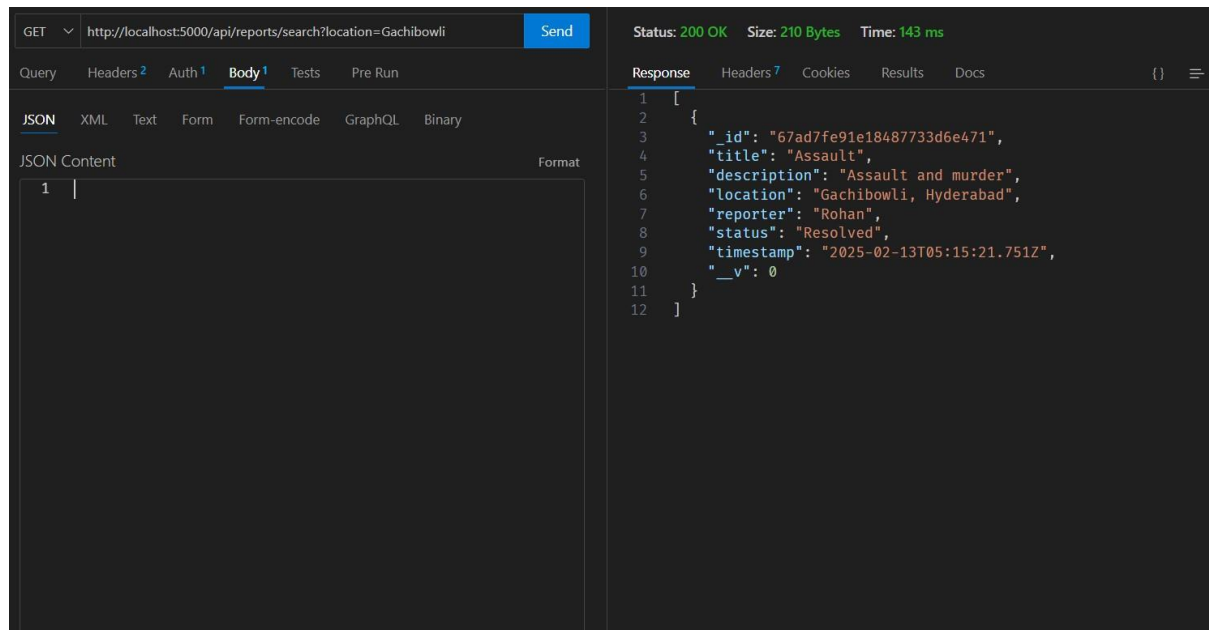 GET http://localhost:5000/api/reports/search?location=Gachibowli Send
Query Headers 2 Auth 1 Body 1 Tests Pre Run
JSON XML Text Form Form-encode GraphQL Binary
JSON Content Format
1
Status: 200 OK Size: 210 Bytes Time: 143 ms
Response Headers 7 Cookies Results Docs {}
1 [
2 {
3 "_id": "67ad7fe91e18487733d6e471",
4 "title": "Assault",
5 "description": "Assault and murder",
6 "location": "Gachibowli, Hyderabad",
7 "reporter": "Rohan",
8 "status": "Resolved",
9 "timestamp": "2025-02-13T05:15:21.751Z",
10 "__v": 0
11 }
12 ]